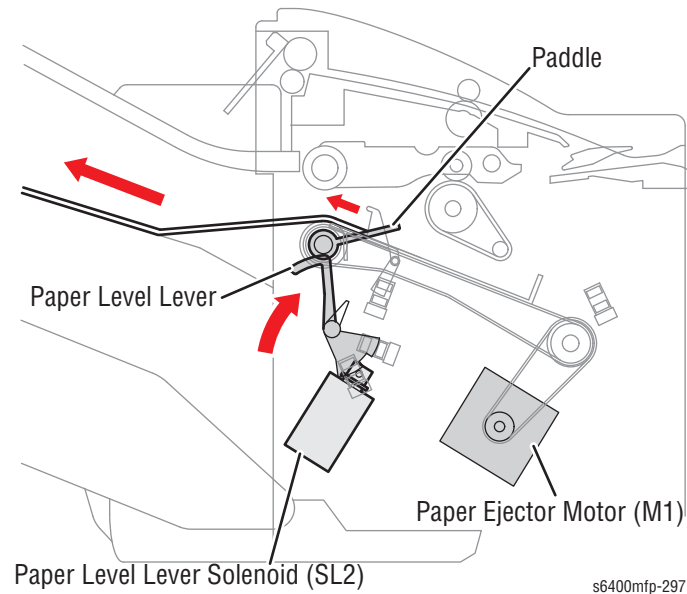 Paddle
Paper Level Lever
Paper Ejector Motor (M1)
Paper Level Lever Solenoid (SL2)
s6400mfp-297